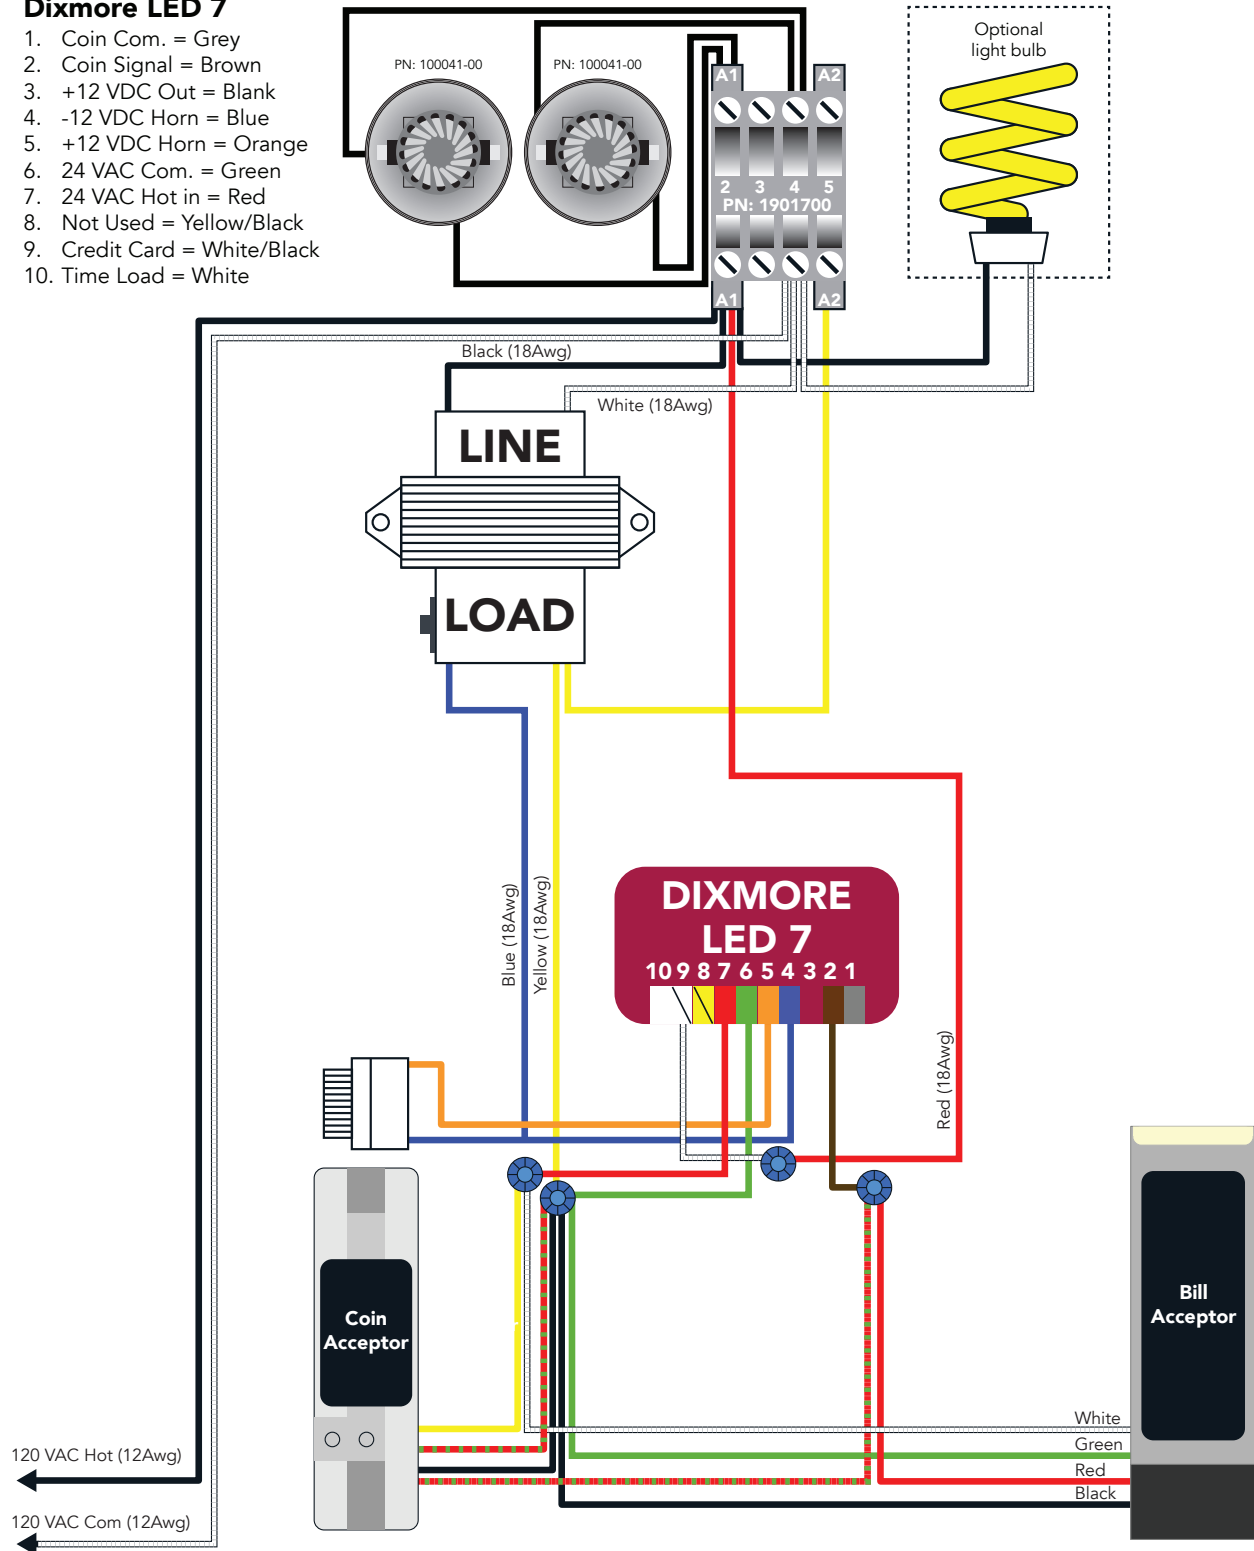 Dixmore LED 7
1. Coin Com. = Grey
2. Coin Signal = Brown
3. +12 VDC Out = Blank
4. -12 VDC Horn = Blue
5. +12 VDC Horn = Orange
6. 24 VAC Com. = Green
7. 24 VAC Hot in = Red
8. Not Used = Yellow/Black
9. Credit Card = White/Black
10. Time Load = White
PN: 100041-00
PN: 100041-00
A1
A2
2 3 4 5
PN: 1901700
A1
A2
Optional
light bulb
Black (18Awg)
White (18Awg)
LINE
LOAD
Blue (18Awg)
Yellow (18Awg)
DIXMORE
LED 7
10 9 8 7 6 5 4 3 2 1
Red (18Awg)
Coin
Acceptor
Bill
Acceptor
White
Green
Red
Black
120 VAC Hot (12Awg)
120 VAC Com (12Awg)